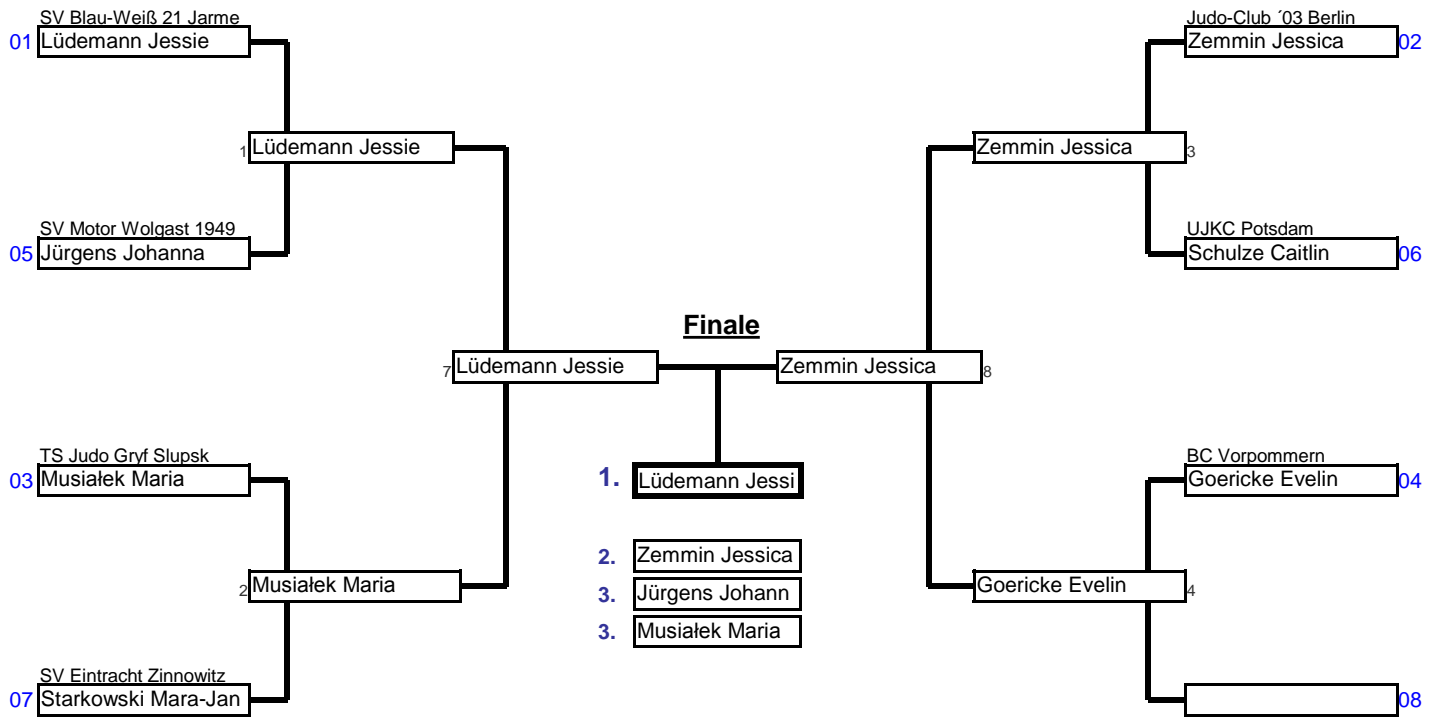 SV Blau-Weiß 21 Jarme
01 Lüdemann Jessie
Judo-Club ´03 Berlin
Zemmin Jessica 02
1 Lüdemann Jessie
Zemmin Jessica 3
SV Motor Wolgast 1949
05 Jürgens Johanna
UJKC Potsdam
Schulze Caitlin 06
Finale
7 Lüdemann Jessie
Zemmin Jessica 8
TS Judo Gryf Slupsk
03 Musiałek Maria
BC Vorpommern
Goericke Evelin 04
1. Lüdemann Jessi
2. Zemmin Jessica
3. Jürgens Johann
3. Musiałek Maria
2 Musiałek Maria
Goericke Evelin 4
SV Eintracht Zinnowitz
07 Starkowski Mara-Jan
08